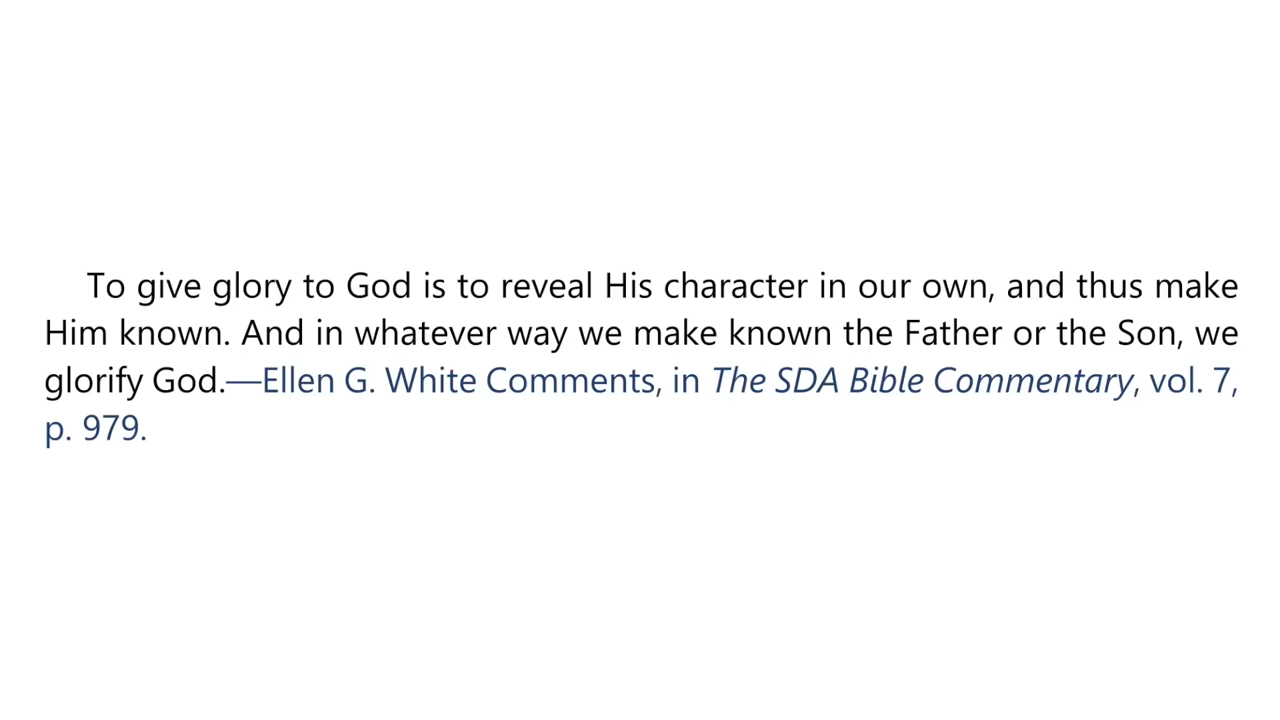 To give glory to God is to reveal His character in our own, and thus make
Him known. And in whatever way we make known the Father or the Son, we
glorify God.—Ellen G. White Comments, in The SDA Bible Commentary, vol. 7,
p. 979.